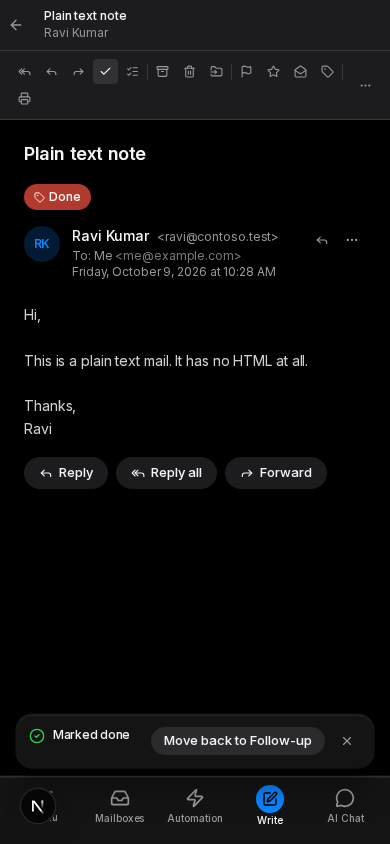 Plain text note
Ravi Kumar
Plain text note
Done
RK
Ravi Kumar <ravi@contoso.test>
To: Me <me@example.com>
Friday, October 9, 2026 at 10:28 AM
Hi,
This is a plain text mail. It has no HTML at all.
Thanks,
Ravi
Reply
Reply all
Forward
Marked done
Move back to Follow-up
N
Mailboxes
Automation
Write
AI Chat